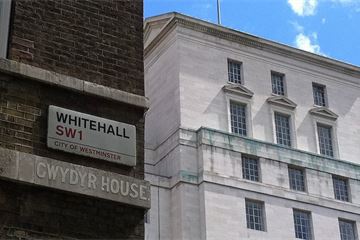 WHITEHALL
SW1
CITY OF WESTMINSTER
GWYDYR HOUSE